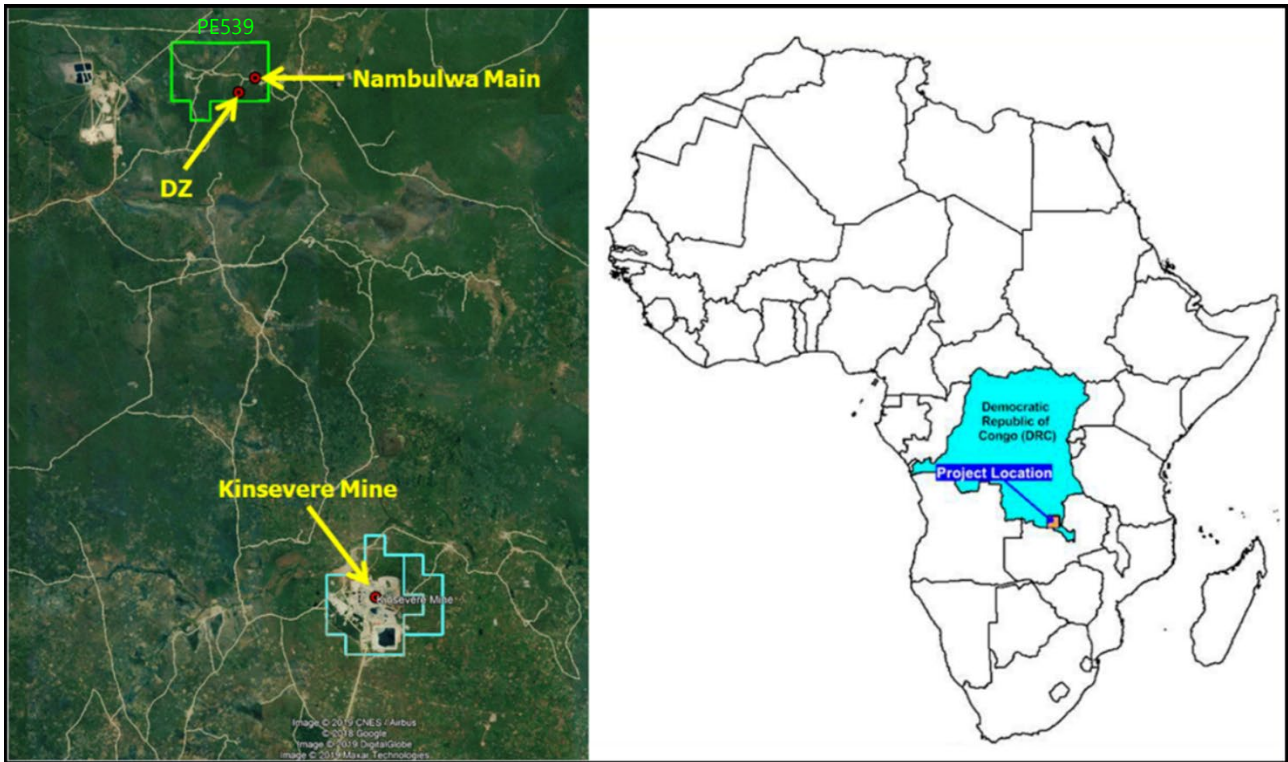 PE539
Nambulwa Main
DZ
Kinsevere Mine
Kinsevere Mine
Image © 2019 CNES / Airbus
© 2018 Google
Image © 2019 DigitalGlobe
Image © 2019 Maxar Technologies
Democratic
Republic of
Congo (DRC)
Project Location